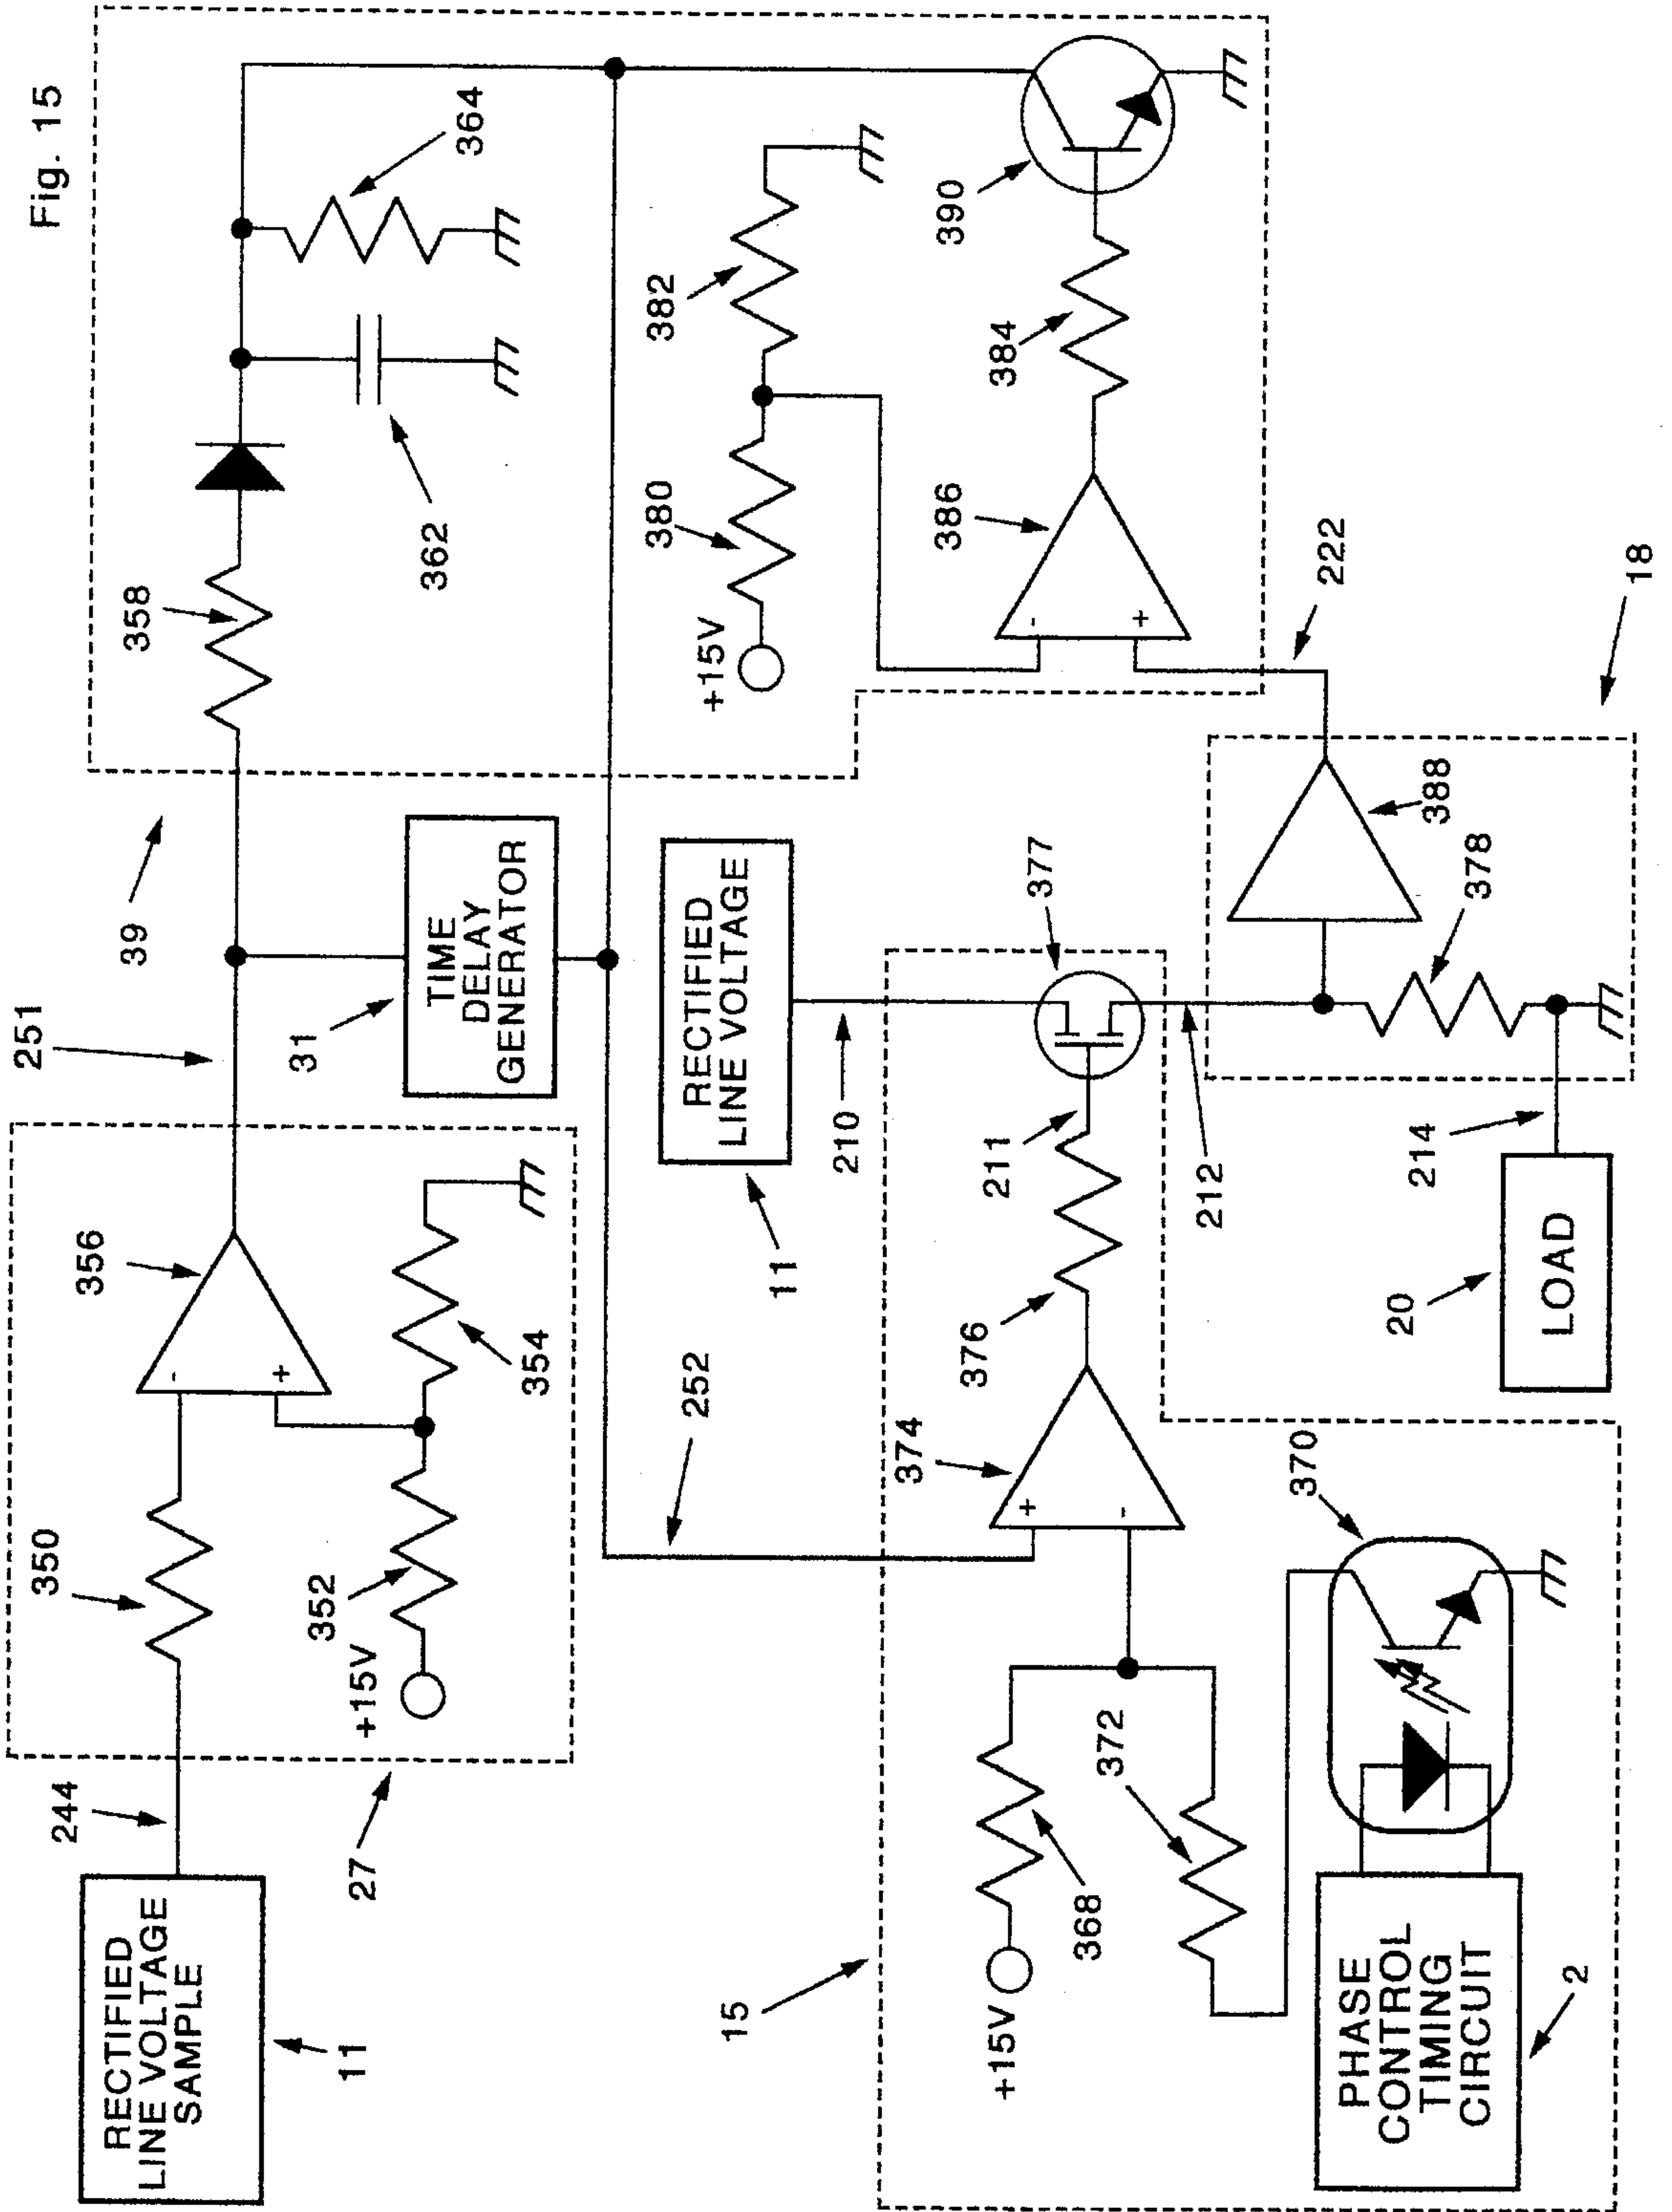 Fig. 15
RECTIFIED
LINE VOLTAGE
SAMPLE
11
244
27
350
352
+15V
354
356
251
39
31
TIME
DELAY
GENERATOR
358
362
364
-
+
252
RECTIFIED
LINE VOLTAGE
11
210
+15V
380
382
386
-
+
384
390
222
15
+15V
368
372
374
+
-
376
211
377
212
370
PHASE
CONTROL
TIMING
CIRCUIT
2
LOAD
20
214
378
388
18